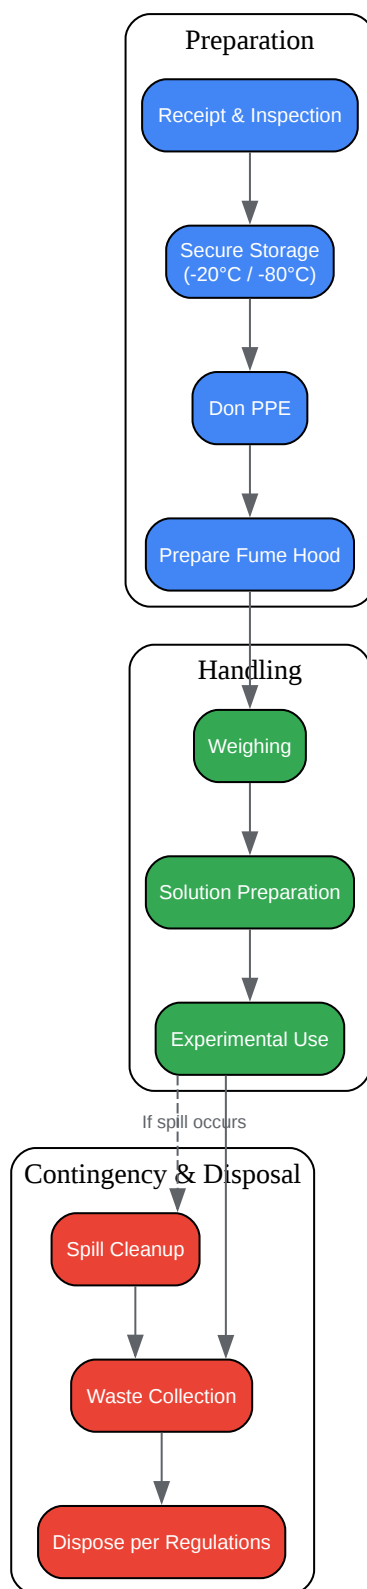 Preparation
Receipt & Inspection
Secure Storage
(-20°C / -80°C)
Don PPE
Prepare Fume Hood
Handling
Weighing
Solution Preparation
Experimental Use
If spill occurs
Contingency & Disposal
Spill Cleanup
Waste Collection
Dispose per Regulations